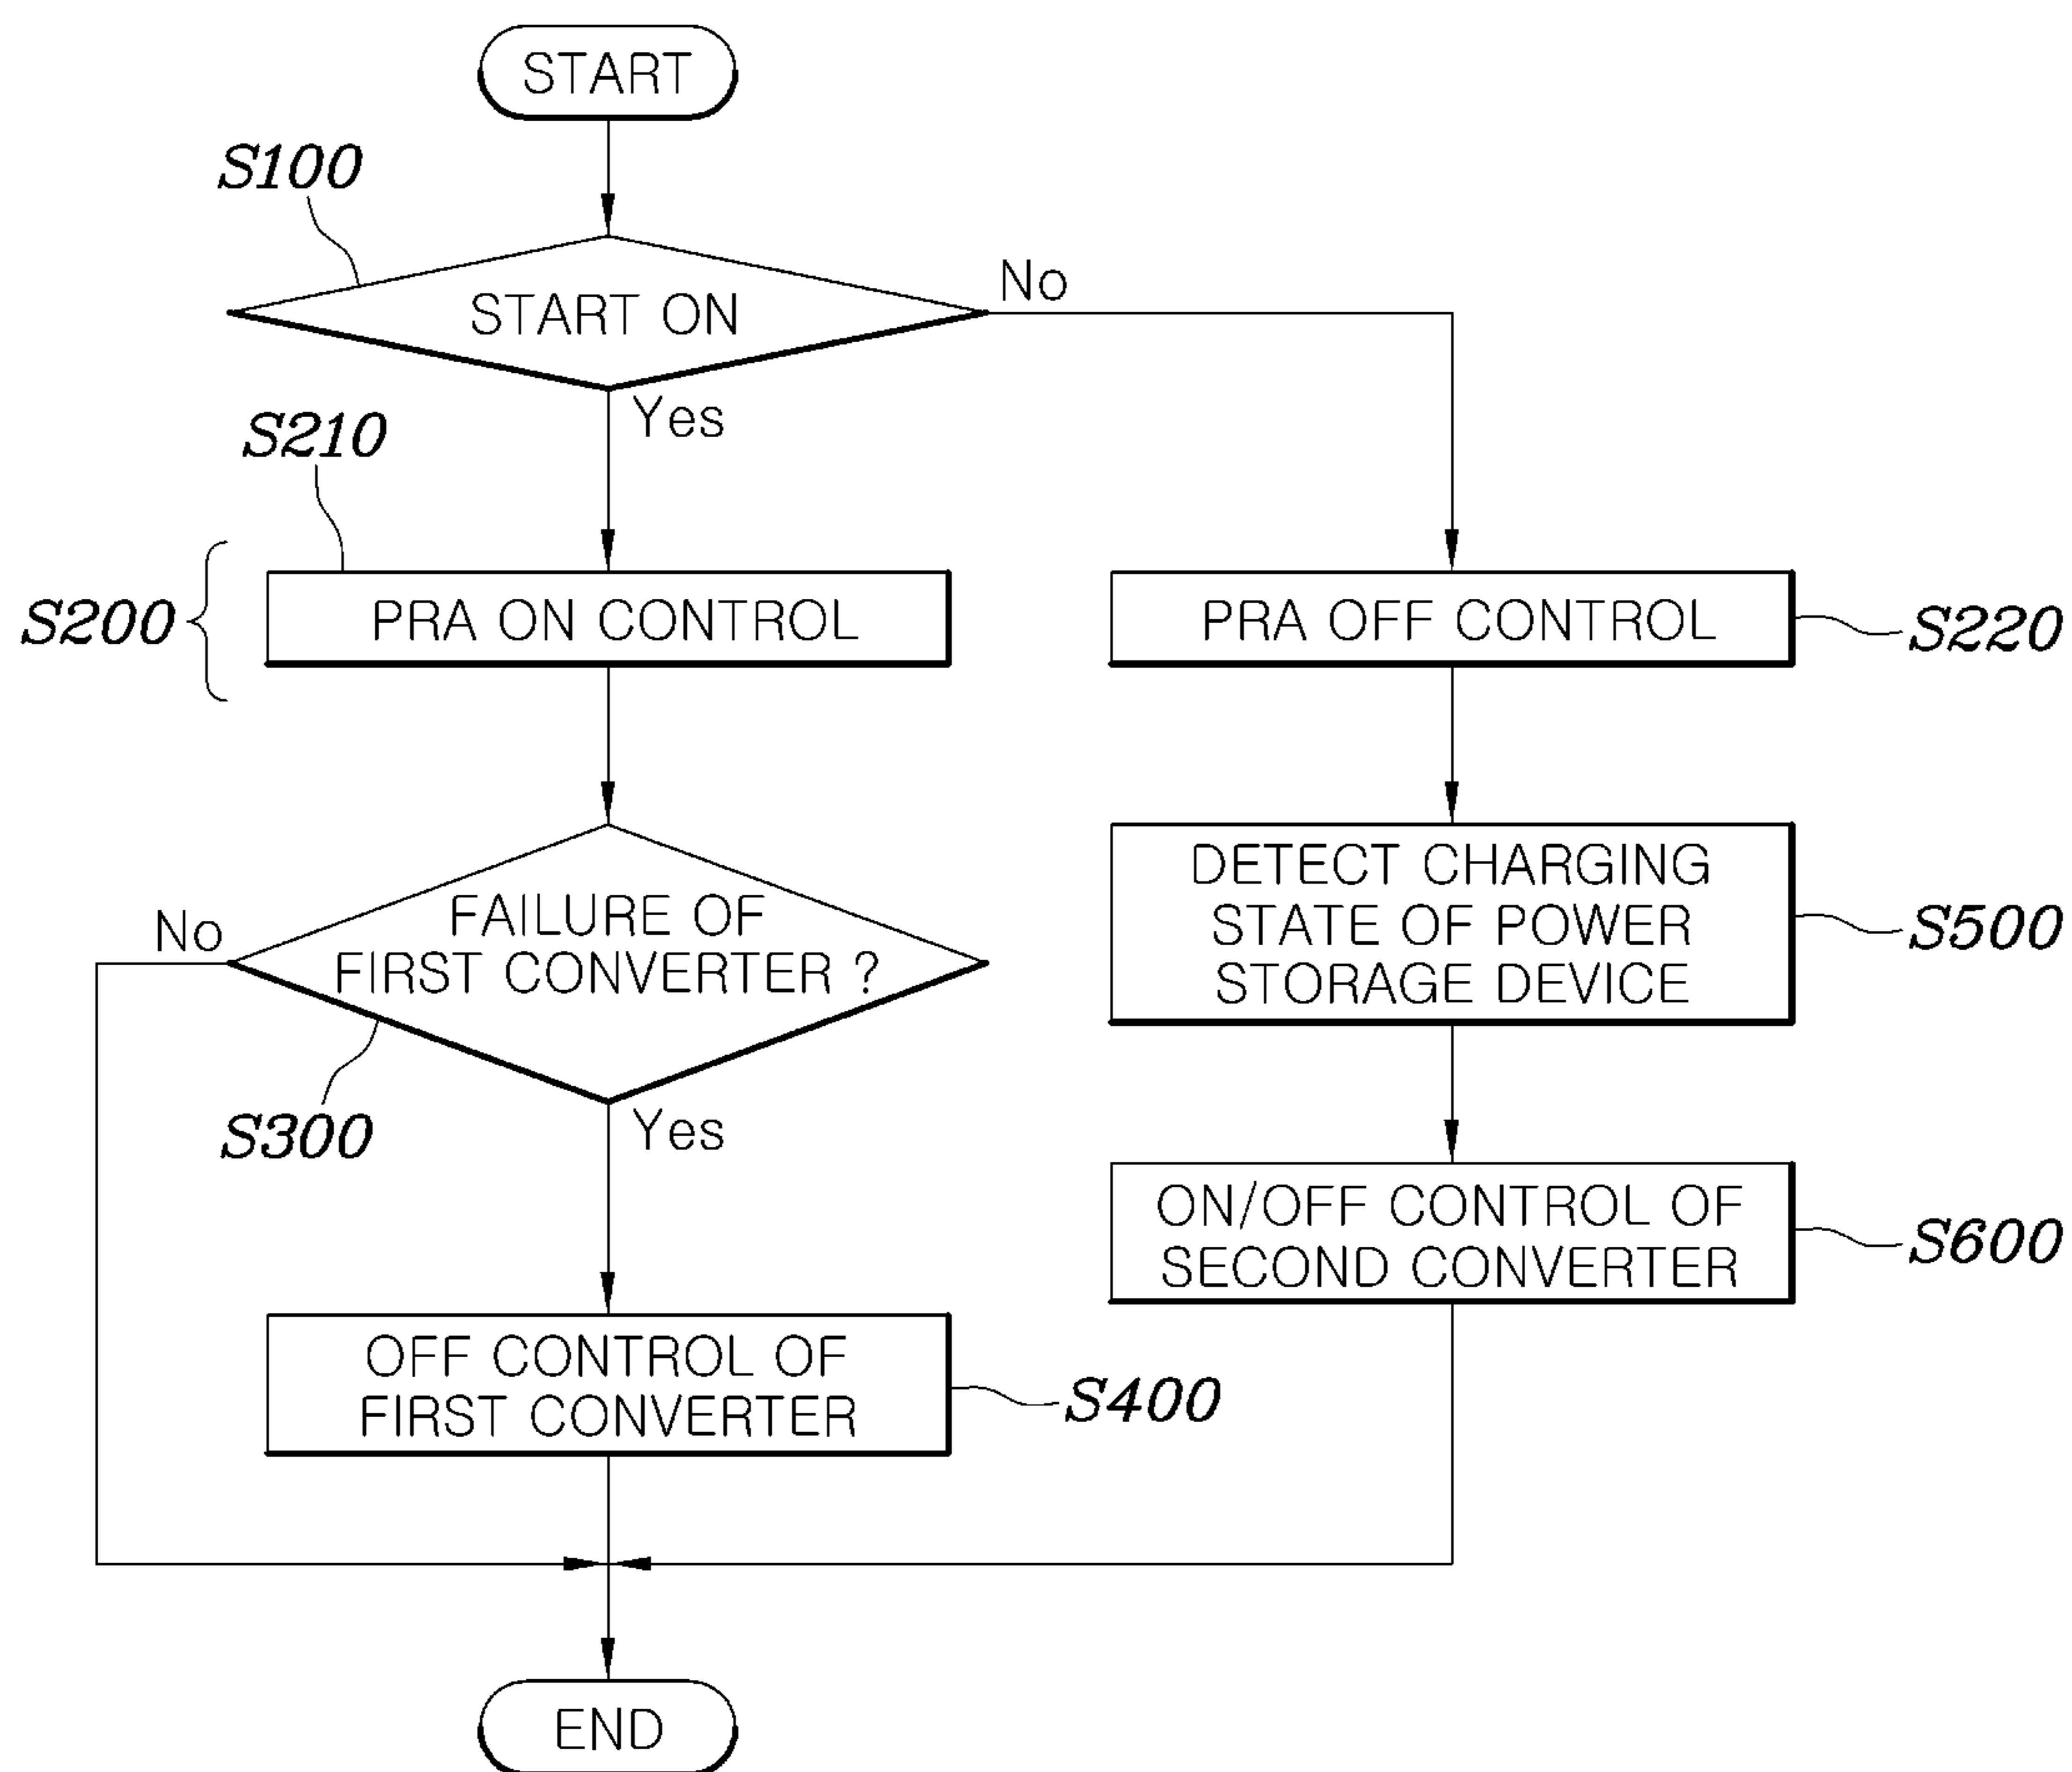 START
S100
START ON
No
Yes
S210
S200
PRA ON CONTROL
PRA OFF CONTROL
S220
No
FAILURE OF
FIRST CONVERTER ?
S300
Yes
DETECT CHARGING
STATE OF POWER
STORAGE DEVICE
S500
ON/OFF CONTROL OF
SECOND CONVERTER
S600
OFF CONTROL OF
FIRST CONVERTER
S400
END